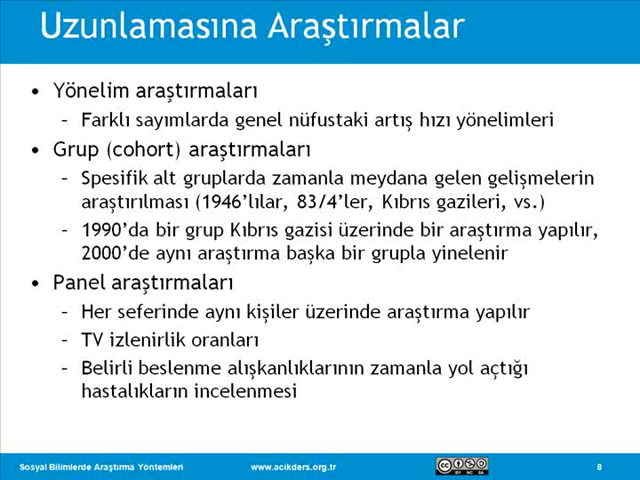 Uzunlamasına Araştırmalar
• Yönelim araştırmaları
– Farklı sayımlarda genel nüfustaki artış hızı yönelimleri
• Grup (cohort) araştırmaları
– Spesifik alt gruplarda zamanla meydana gelen gelişmelerin
araştırılması (1946’lılar, 83/4’ler, Kıbrıs gazileri, vs.)
– 1990’da bir grup Kıbrıs gazisi üzerinde bir araştırma yapılır,
2000’de aynı araştırma başka bir grupla yinelenir
• Panel araştırmaları
– Her seferinde aynı kişiler üzerinde araştırma yapılır
– TV izlenirlik oranları
– Belirli beslenme alışkanlıklarının zamanla yol açtığı
hastalıkların incelenmesi
Sosyal Bilimlerde Araştırma Yöntemleri www.acikders.org.tr cc BY NC SA 8